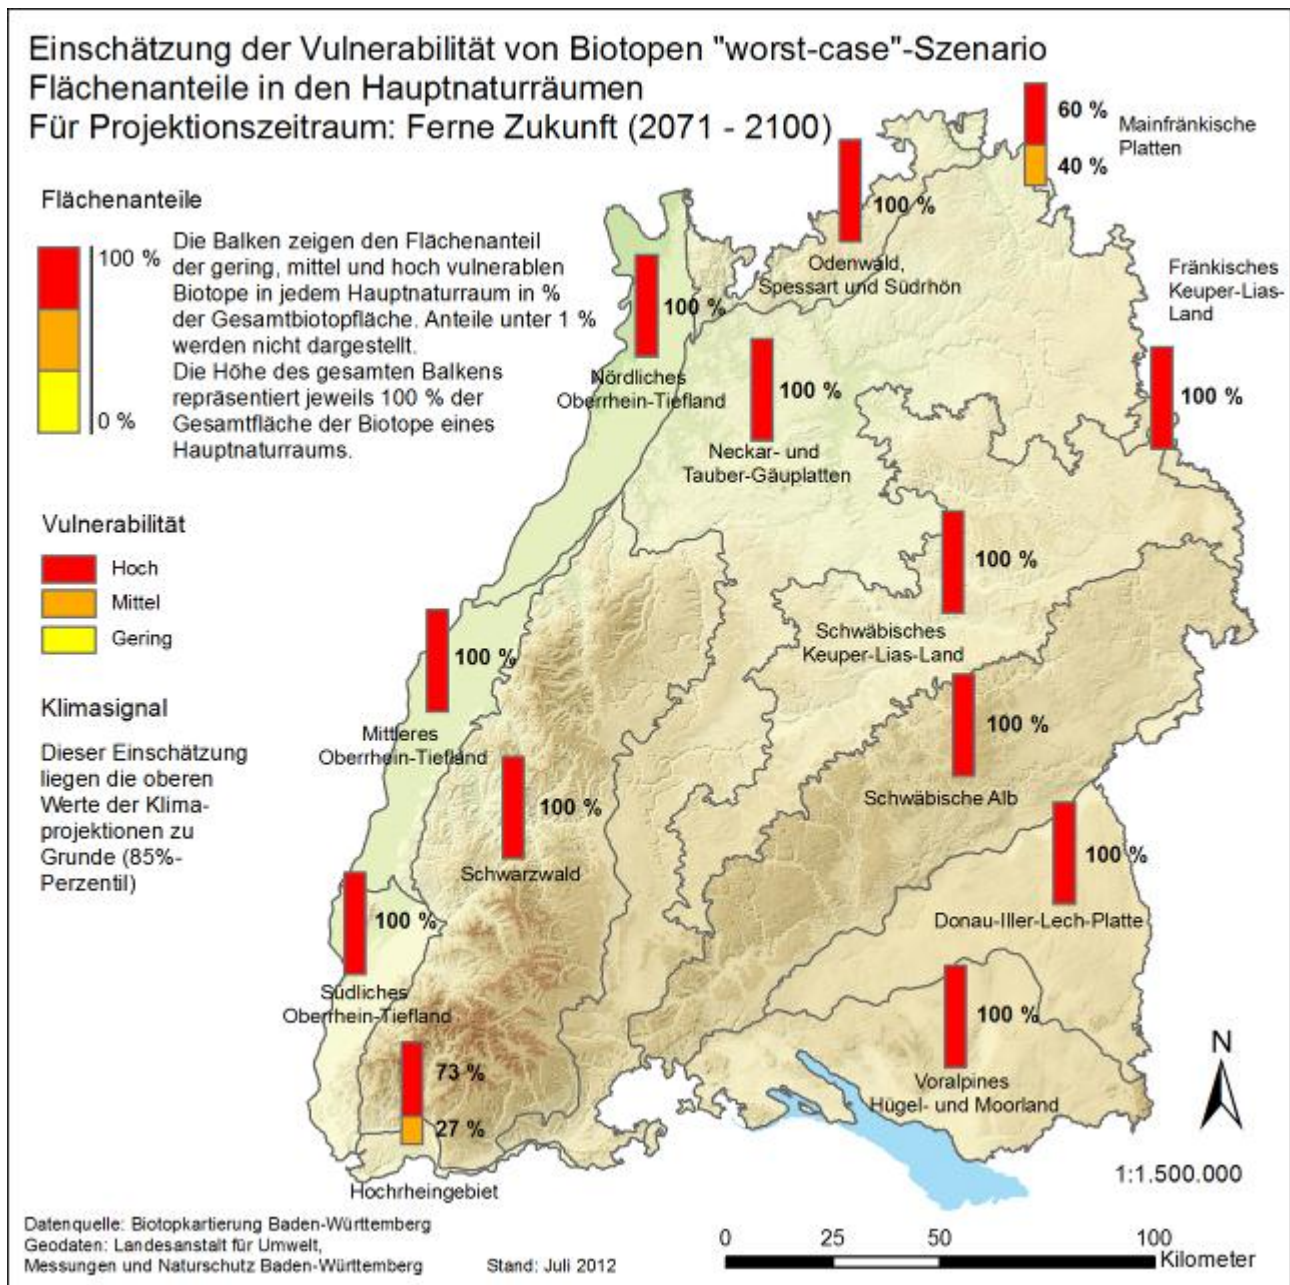 Einschätzung der Vulnerabilität von Biotopen "worst-case"-Szenario
Flächenanteile in den Hauptnaturräumen
Für Projektionszeitraum: Ferne Zukunft (2071 - 2100)
Flächenanteile
100 %
0 %
Die Balken zeigen den Flächenanteil
der gering, mittel und hoch vulnerablen
Biotope in jedem Hauptnaturraum in %
der Gesamtbiotopfläche. Anteile unter 1 %
werden nicht dargestellt.
Die Höhe des gesamten Balkens
repräsentiert jeweils 100 % der
Gesamtfläche der Biotope eines
Hauptnaturraums.
Vulnerabilität
Hoch
Mittel
Gering
Klimasignal
Dieser Einschätzung
liegen die oberen
Werte der Klima-
projektionen zu
Grunde (85%-
Perzentil)
60 %
40 %
Mainfränkische
Platten
100 %
Odenwald,
Spessart und Südrhön
100 %
Nördliches
Oberrhein-Tiefland
Fränkisches
Keuper-Lias-
Land
100 %
100 %
Neckar- und
Tauber-Gäuplatten
100 %
Schwäbisches
Keuper-Lias-Land
100 %
Mittleres
Oberrhein-Tiefland
100 %
Schwäbische Alb
100 %
Schwarzwald
100 %
Donau-Iller-Lech-Platte
100 %
Südliches
Oberrhein-Tiefland
100 %
Voralpines
Hügel- und Moorland
73 %
27 %
Hochrheingebiet
N
1:1.500.000
0 25 50 100
Kilometer
Datenquelle: Biotopkartierung Baden-Württemberg
Geodaten: Landesanstalt für Umwelt,
Messungen und Naturschutz Baden-Württemberg Stand: Juli 2012